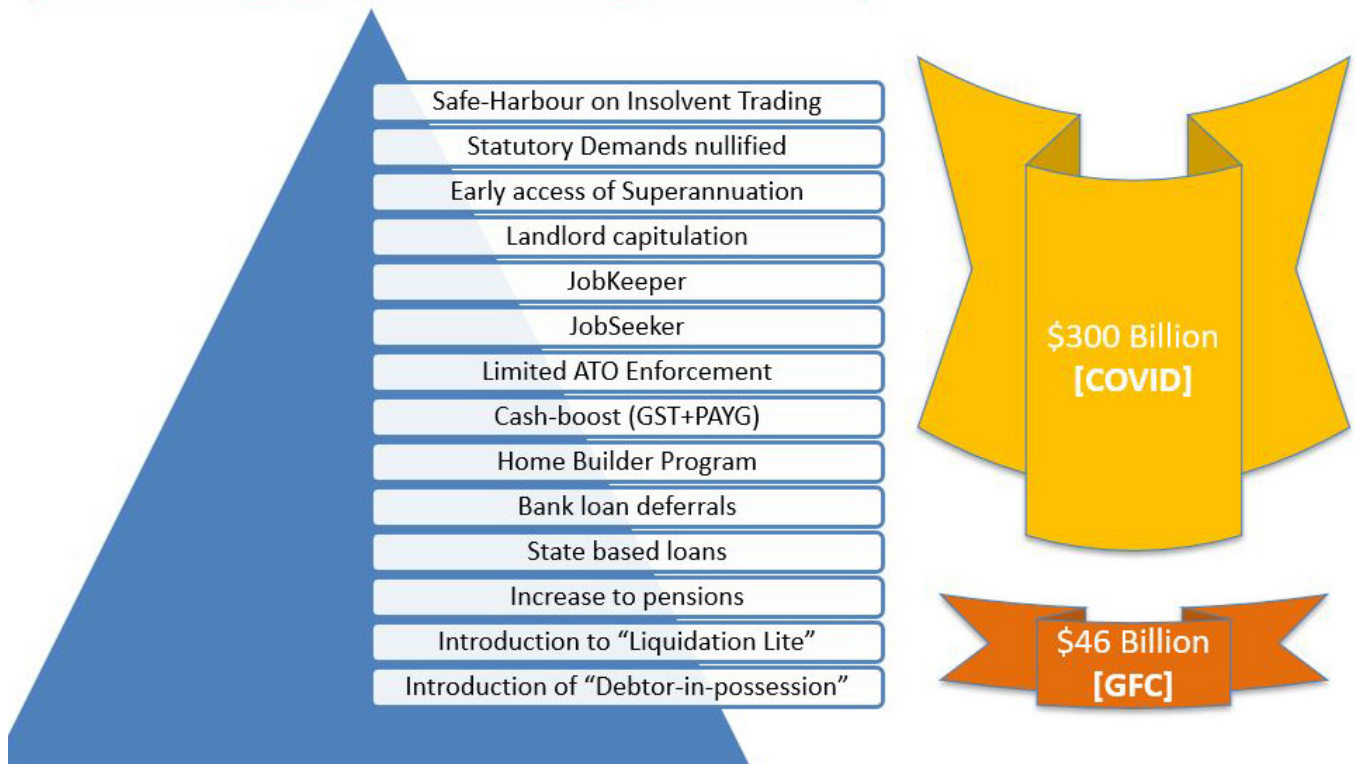 Safe-Harbour on Insolvent Trading
Statutory Demands nullified
Early access of Superannuation
Landlord capitulation
JobKeeper
JobSeeker
Limited ATO Enforcement
Cash-boost (GST+PAYG)
Home Builder Program
Bank loan deferrals
State based loans
Increase to pensions
Introduction to “Liquidation Lite”
Introduction of “Debtor-in-possession”
$300 Billion
[COVID]
$46 Billion
[GFC]